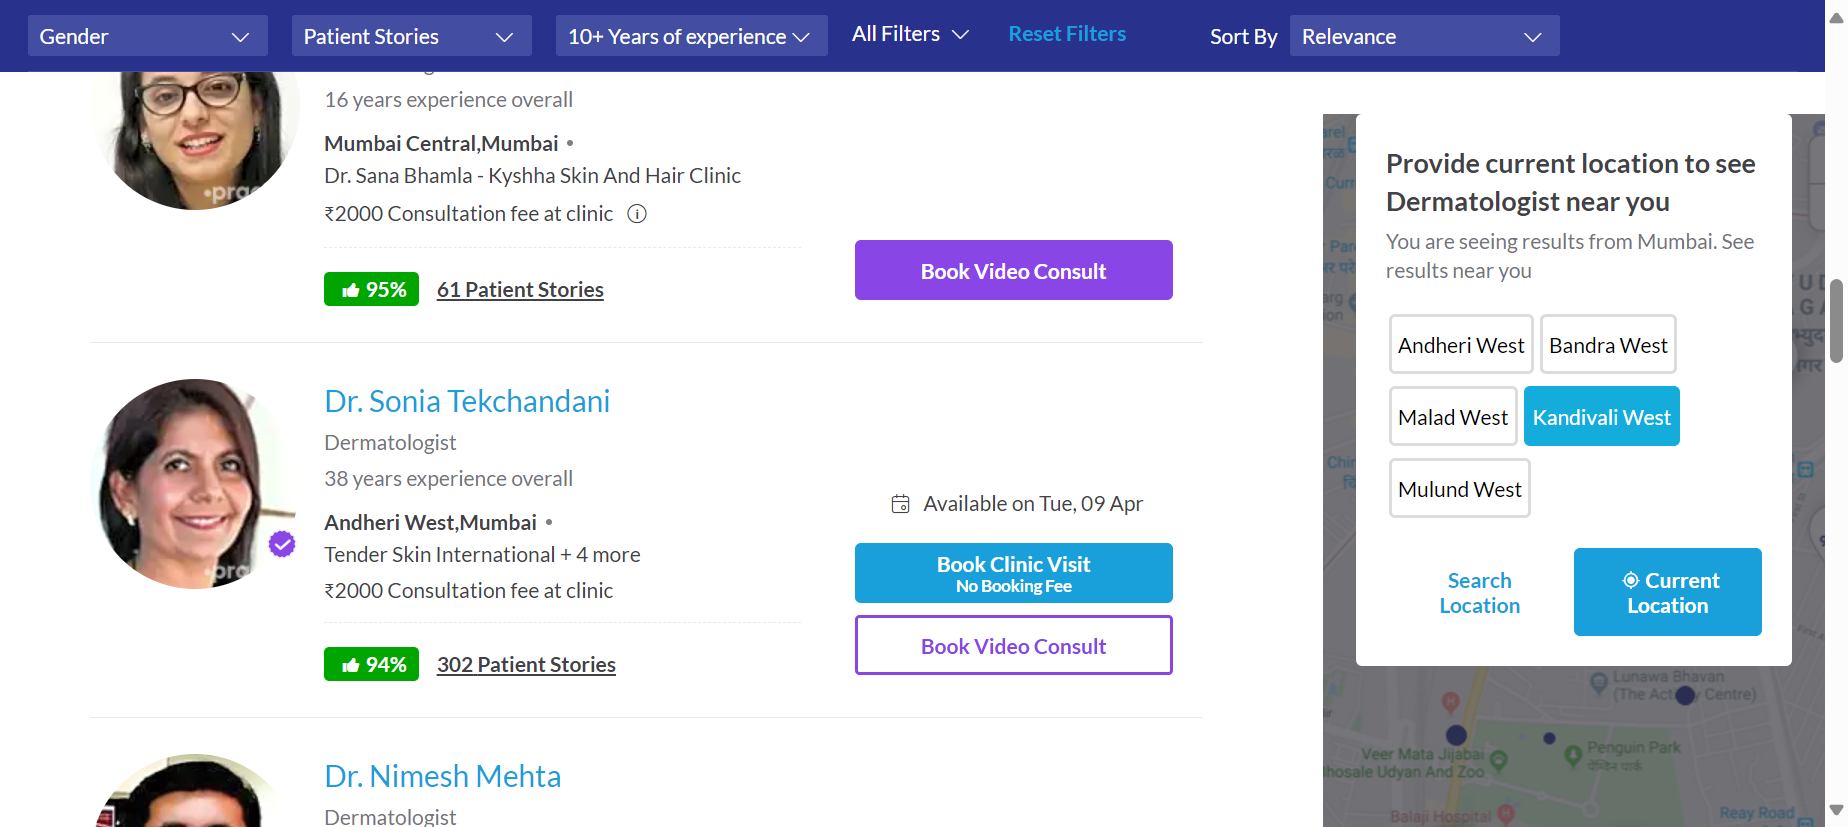 Gender
Patient Stories
10+ Years of experience
All Filters
Reset Filters
Sort By
Relevance
16 years experience overall
Mumbai Central,Mumbai •
Dr. Sana Bhamla - Kyshha Skin And Hair Clinic
₹2000 Consultation fee at clinic
95%
61 Patient Stories
Book Video Consult
Dr. Sonia Tekchandani
Dermatologist
38 years experience overall
Andheri West,Mumbai •
Tender Skin International + 4 more
₹2000 Consultation fee at clinic
94%
302 Patient Stories
Available on Tue, 09 Apr
Book Clinic Visit
No Booking Fee
Book Video Consult
Dr. Nimesh Mehta
Dermatologist
Provide current location to see
Dermatologist near you
You are seeing results from Mumbai. See
results near you
Andheri West
Bandra West
Malad West
Kandivali West
Mulund West
Search
Location
Current
Location
Lunawa Bhavan
(The Activity Centre)
Veer Mata Jijabai
Bhosale Udyan And Zoo
Penguin Park
पेंग्विन पार्क
Balaji Hospital
Reay Road